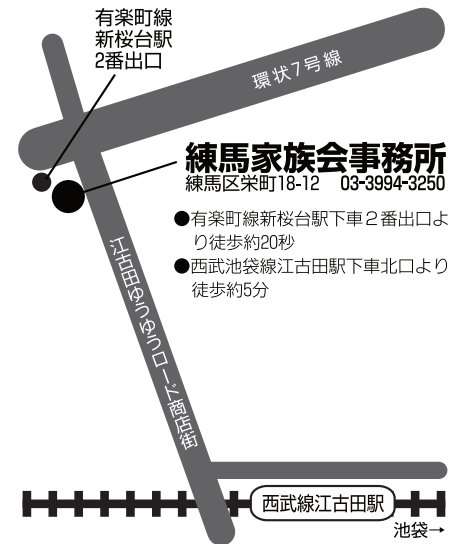 有楽町線
新桜台駅
2番出口
環状7号線
練馬家族会事務所
練馬区栄町18-12 03-3994-3250
●有楽町線新桜台駅下車２番出口よ
り徒歩約20秒
●西武池袋線江古田駅下車北口より
徒歩約5分
江古田ゆうゆうロード商店街
西武線江古田駅
池袋→